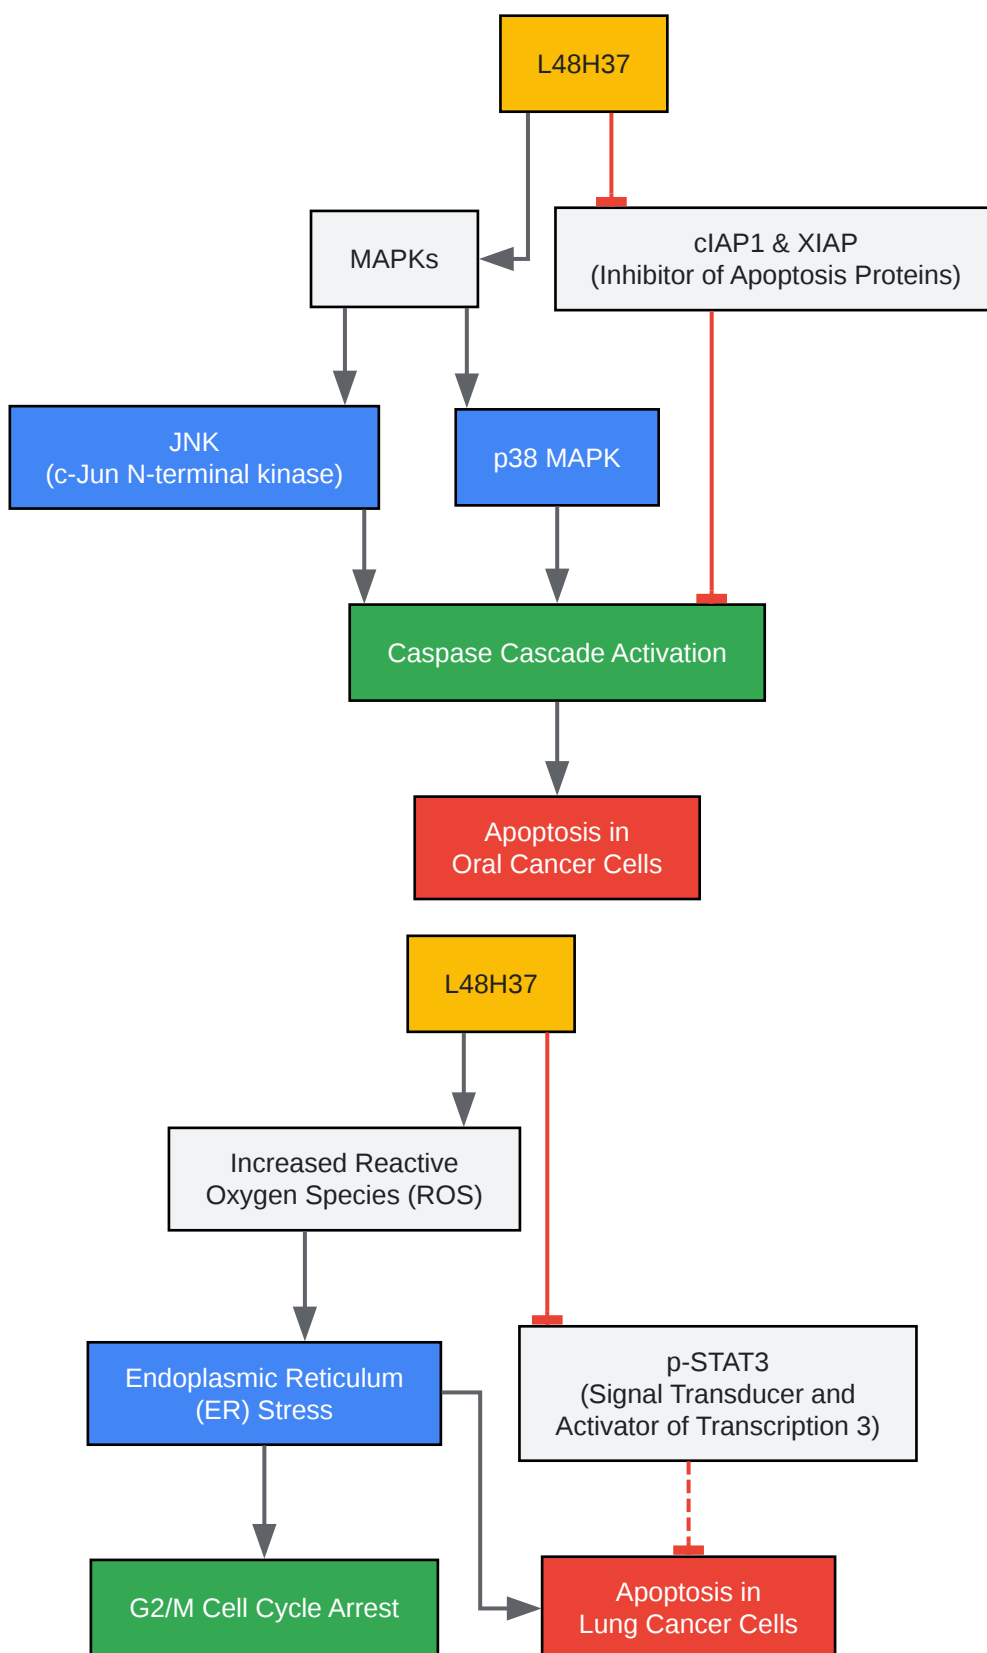 L48H37
MAPKs
cIAP1 & XIAP
(Inhibitor of Apoptosis Proteins)
JNK
(c-Jun N-terminal kinase)
p38 MAPK
Caspase Cascade Activation
Apoptosis in
Oral Cancer Cells
L48H37
Increased Reactive
Oxygen Species (ROS)
Endoplasmic Reticulum
(ER) Stress
p-STAT3
(Signal Transducer and
Activator of Transcription 3)
G2/M Cell Cycle Arrest
Apoptosis in
Lung Cancer Cells